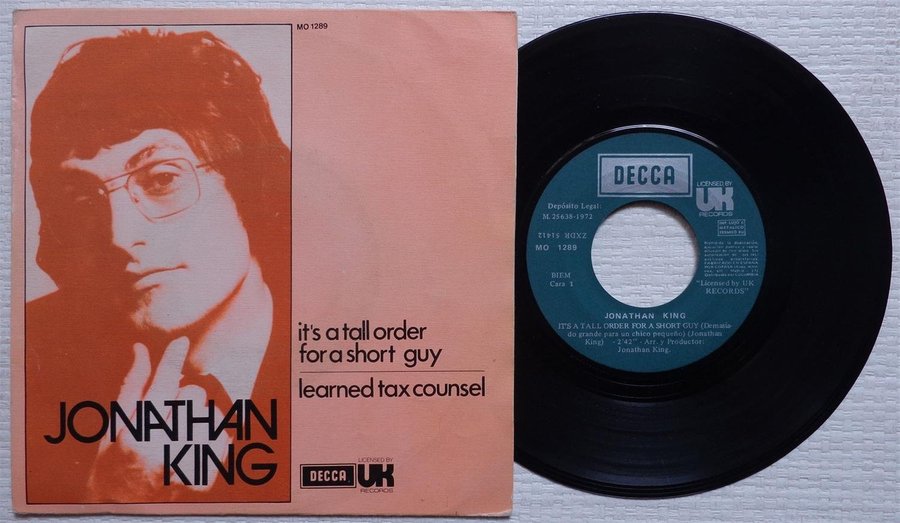 MO 1289
it's a tall order
for a short guy
learned tax counsel
JONATHAN
KING
DECCA
LICENSED BY
UK
RECORDS
DECCA
LICENSED BY
UK
RECORDS
Depósito Legal:
M. 25638-1972
ZXDR 51412
MO 1289
BIEM
Cara 1
"Licensed by UK
RECORDS"
JONATHAN KING
IT'S A TALL ORDER FOR A SHORT GUY (Demasia-
do grande para un chico pequeño) (Jonathan
King) - 2'42" - Arr. y Productor:
Jonathan King.